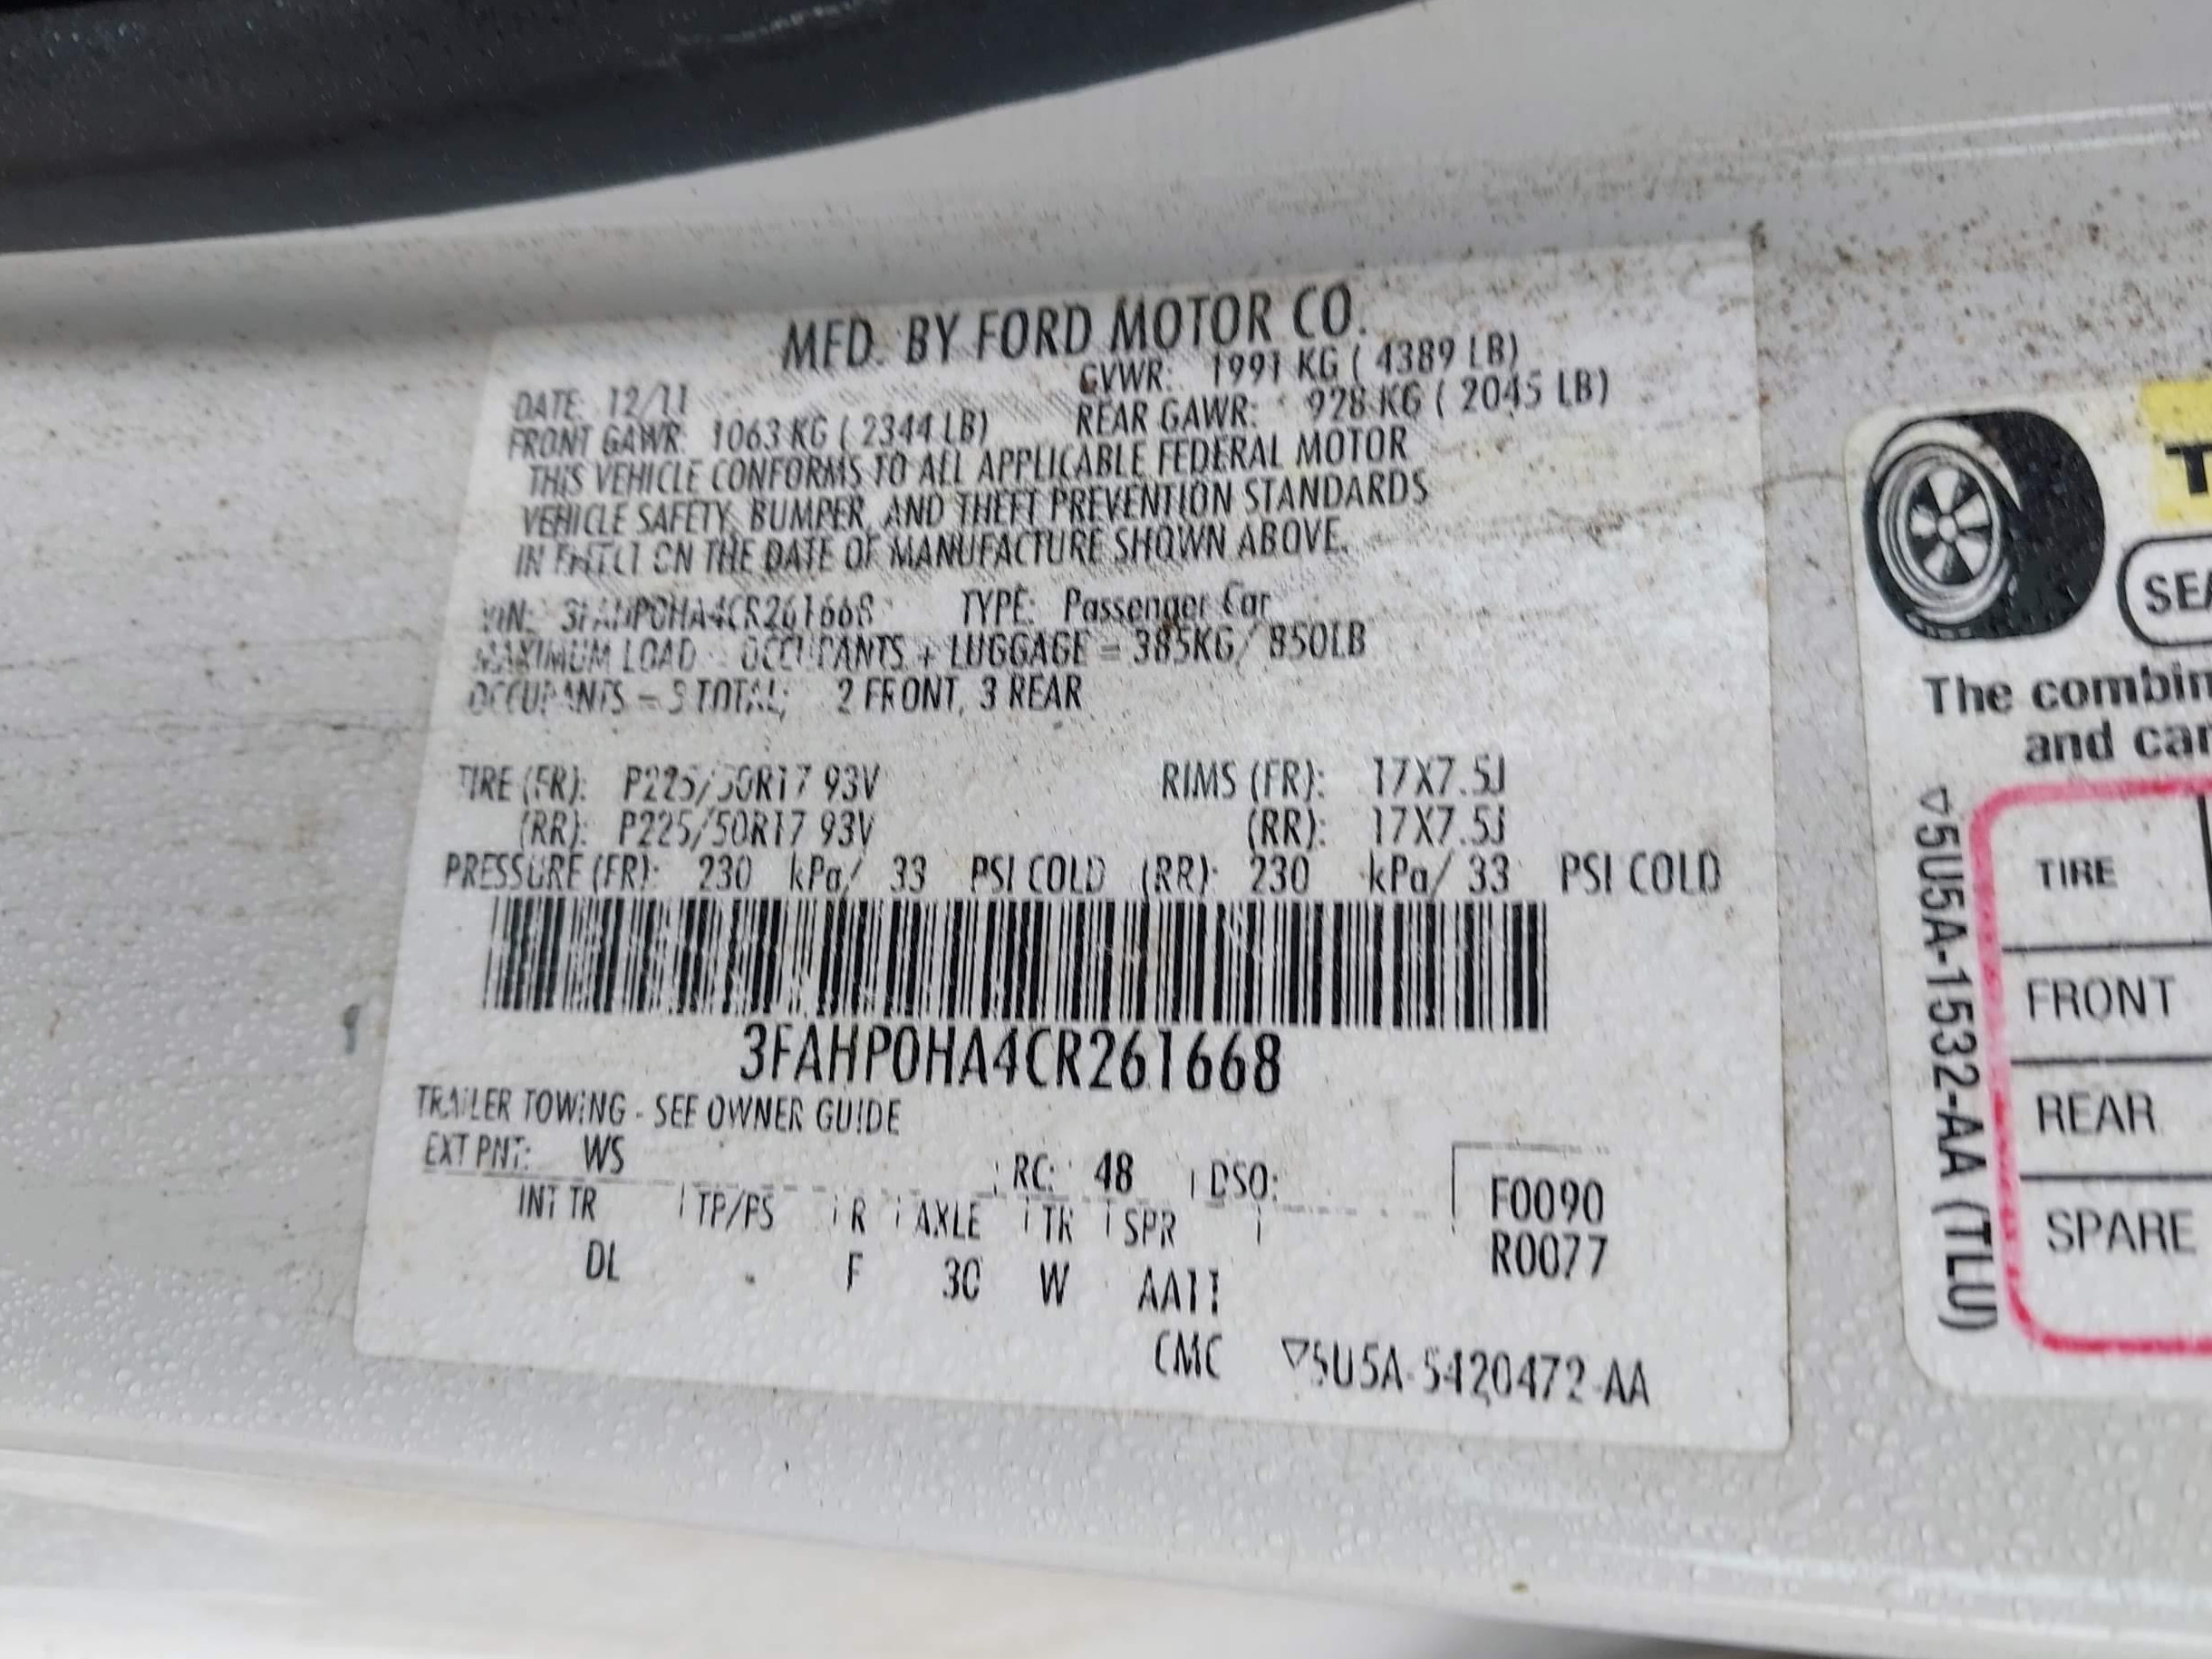 MFD. BY FORD MOTOR CO.
DATE: 12/11 GVWR: 1991 KG ( 4389 LB)
FRONT GAWR: 1063 KG ( 2344 LB) REAR GAWR: 928 KG ( 2045 LB)
THIS VEHICLE CONFORMS TO ALL APPLICABLE FEDERAL MOTOR
VEHICLE SAFETY, BUMPER, AND THEFT PREVENTION STANDARDS
IN EFFECT ON THE DATE OF MANUFACTURE SHOWN ABOVE.
VIN: 3FAHP0HA4CR261668 TYPE: Passenger Car
MAXIMUM LOAD = OCCUPANTS + LUGGAGE = 385KG/ 850LB
OCCUPANTS = 5 TOTAL; 2 FRONT, 3 REAR
TIRE (FR): P225/50R17 93V RIMS (FR): 17X7.5J
(RR): P225/50R17 93V (RR): 17X7.5J
PRESSURE (FR): 230 kPa/ 33 PSI COLD (RR): 230 kPa/ 33 PSI COLD
3FAHP0HA4CR261668
TRAILER TOWING - SEE OWNER GUIDE
EXT PNT: WS RC: 48 DSO:
INT TR TP/PS R AXLE TR SPR
DL F 30 W AA11
F0090
R0077
CMC ▽5U5A-5420472-AA
T
SEA
The combin
and car
▽5U5A-1532-AA (TLU)
TIRE
FRONT
REAR
SPARE